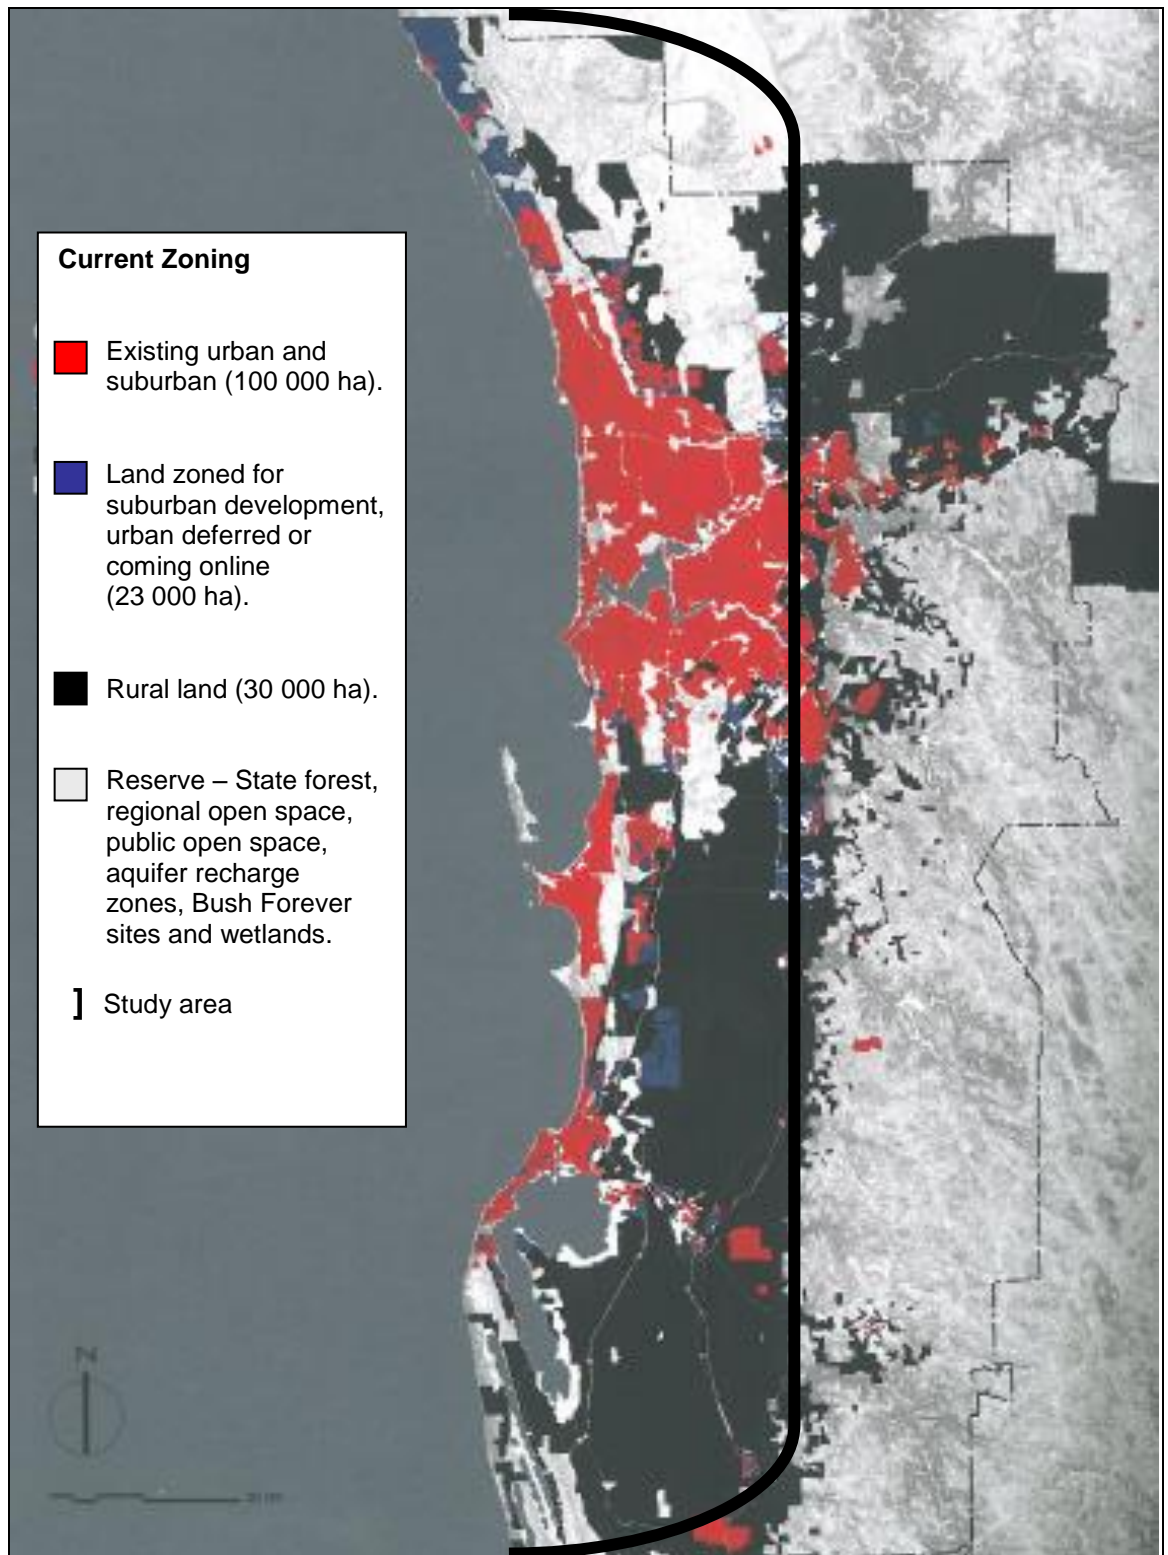 Current Zoning
Existing urban and
suburban (100 000 ha).
Land zoned for
suburban development,
urban deferred or
coming online
(23 000 ha).
Rural land (30 000 ha).
Reserve – State forest,
regional open space,
public open space,
aquifer recharge
zones, Bush Forever
sites and wetlands.
] Study area
N